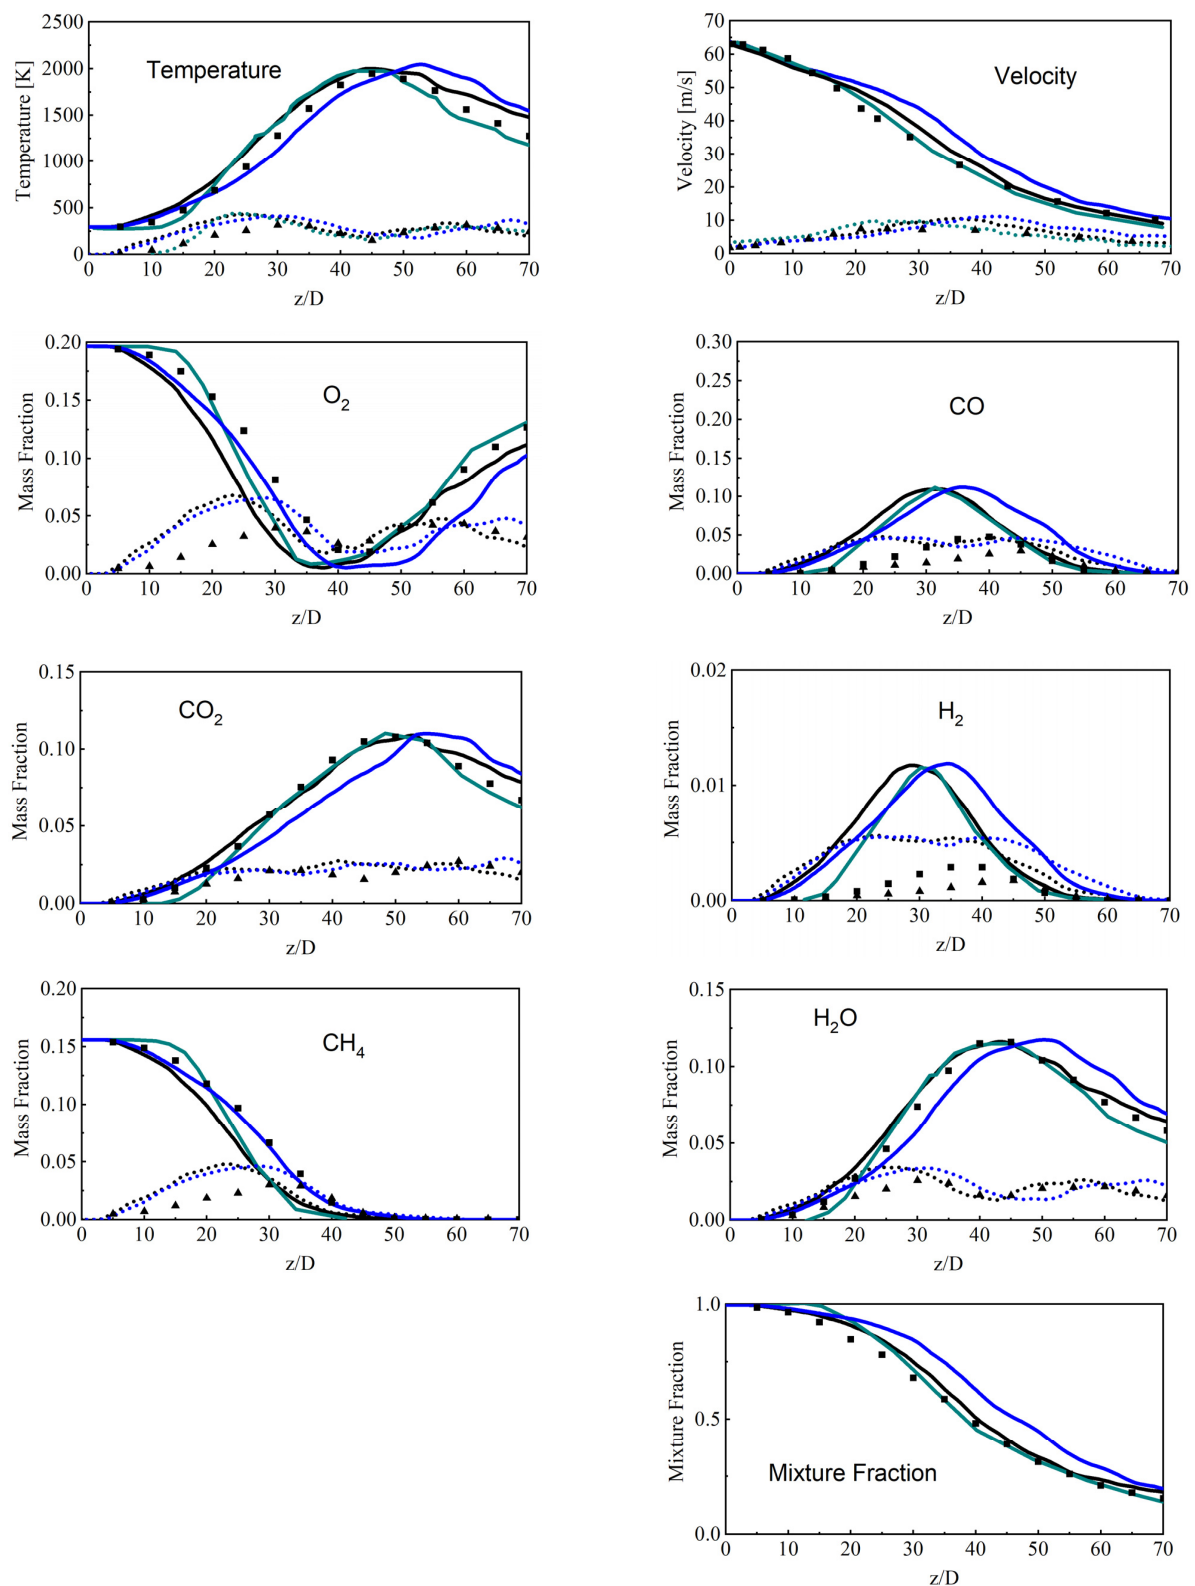 2500
2000
1500
1000
500
0
Temperature [K]
Temperature
0 10 20 30 40 50 60 70
z/D
70
60
50
40
30
20
10
0
Velocity [m/s]
Velocity
0 10 20 30 40 50 60 70
z/D
0.20
0.15
0.10
0.05
0.00
Mass Fraction
O2
0 10 20 30 40 50 60 70
z/D
0.30
0.25
0.20
0.15
0.10
0.05
0.00
Mass Fraction
CO
0 10 20 30 40 50 60 70
z/D
0.15
0.10
0.05
0.00
Mass Fraction
CO2
0 10 20 30 40 50 60 70
z/D
0.02
0.01
0.00
Mass Fraction
H2
0 10 20 30 40 50 60 70
z/D
0.20
0.15
0.10
0.05
0.00
Mass Fraction
CH4
0 10 20 30 40 50 60 70
z/D
0.15
0.10
0.05
0.00
Mass Fraction
H2O
0 10 20 30 40 50 60 70
z/D
1.0
0.5
0.0
Mixture Fraction
Mixture Fraction
0 10 20 30 40 50 60 70
z/D